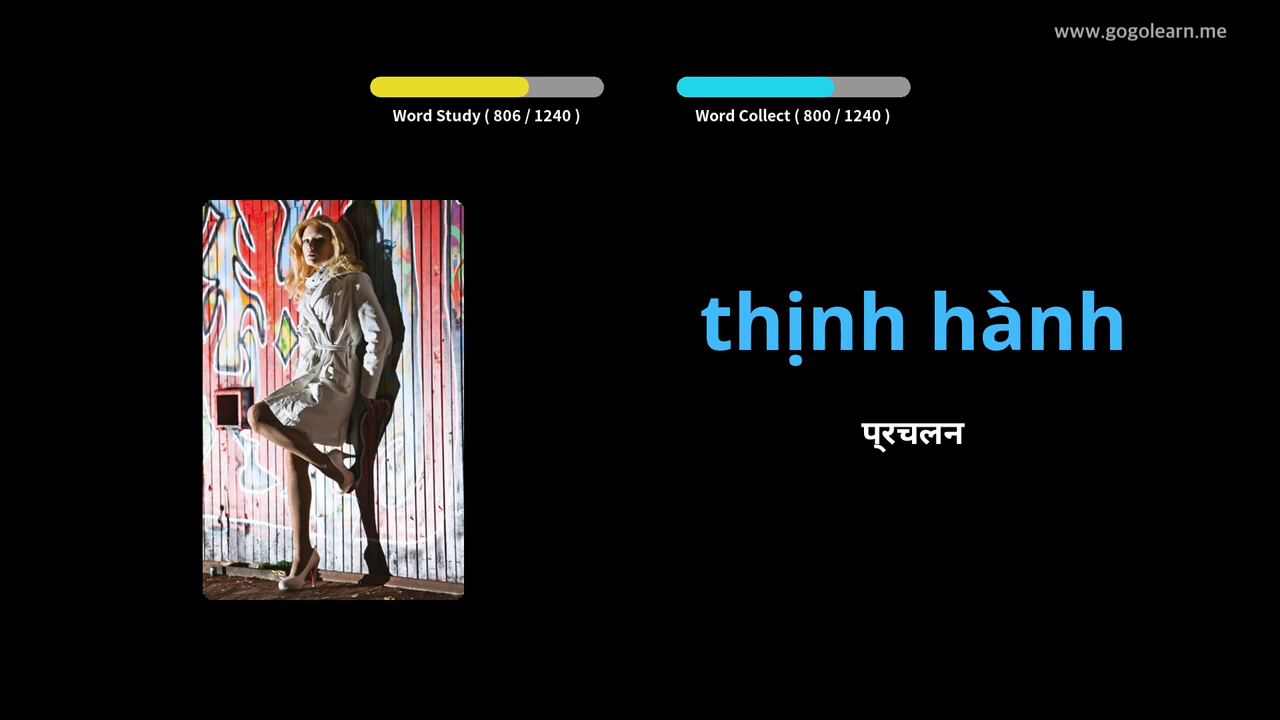 www.gogolearn.me
Word Study ( 806 / 1240 )
Word Collect ( 800 / 1240 )
thịnh hành
प्रचलन